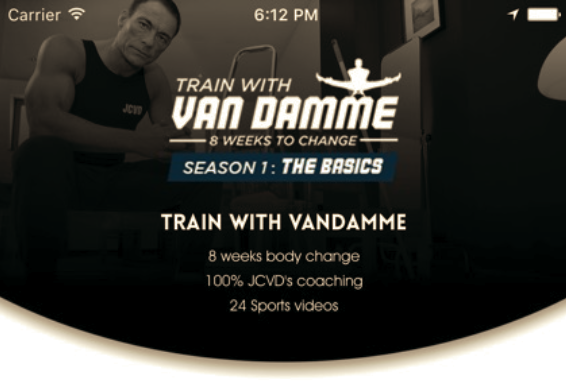 Carrier 6:12 PM
JCVD
TRAIN WITH
VAN DAMME
8 WEEKS TO CHANGE
SEASON 1: THE BASICS
TRAIN WITH VANDAMME
8 weeks body change
100% JCVD's coaching
24 Sports videos